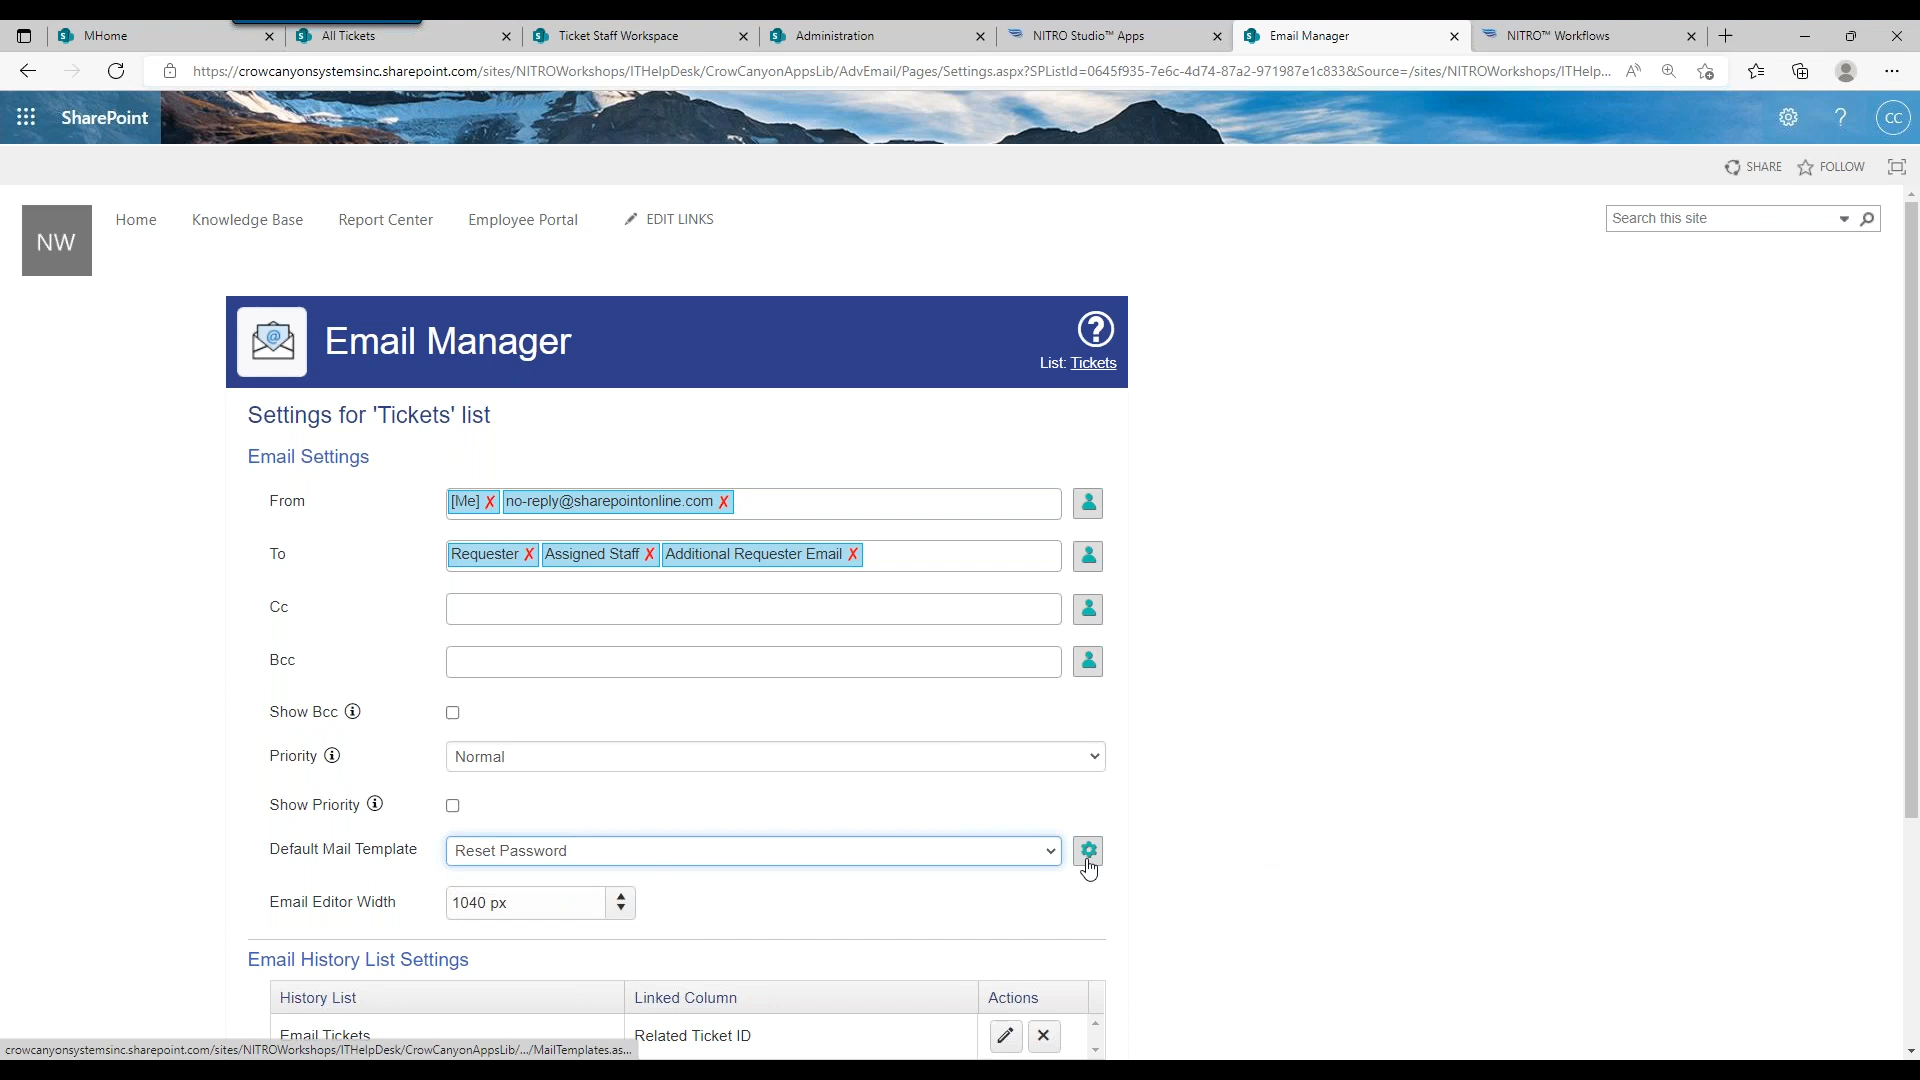 MHome
All Tickets
Ticket Staff Workspace
Administration
NITRO Studio™ Apps
Email Manager
NITRO™ Workflows
https://crowcanyonsystemsinc.sharepoint.com/sites/NITROWorkshops/ITHelpDesk/CrowCanyonAppsLib/AdvEmail/Pages/Settings.aspx?SPListId=0645f935-7e6c-4d74-87a2-971987e1c833&Source=/sites/NITROWorkshops/ITHelp...
SharePoint
CC
SHARE
FOLLOW
NW
Home
Knowledge Base
Report Center
Employee Portal
EDIT LINKS
Search this site
Email Manager
List: Tickets
Settings for 'Tickets' list
Email Settings
From
[Me] ✗ no-reply@sharepointonline.com ✗
To
Requester ✗ Assigned Staff ✗ Additional Requester Email ✗
Cc
Bcc
Show Bcc
Priority
Normal
Show Priority
Default Mail Template
Reset Password
Email Editor Width
1040 px
Email History List Settings
History List
Linked Column
Actions
Email Tickets
Related Ticket ID
crowcanyonsystemsinc.sharepoint.com/sites/NITROWorkshops/ITHelpDesk/CrowCanyonAppsLib/.../MailTemplates.as...